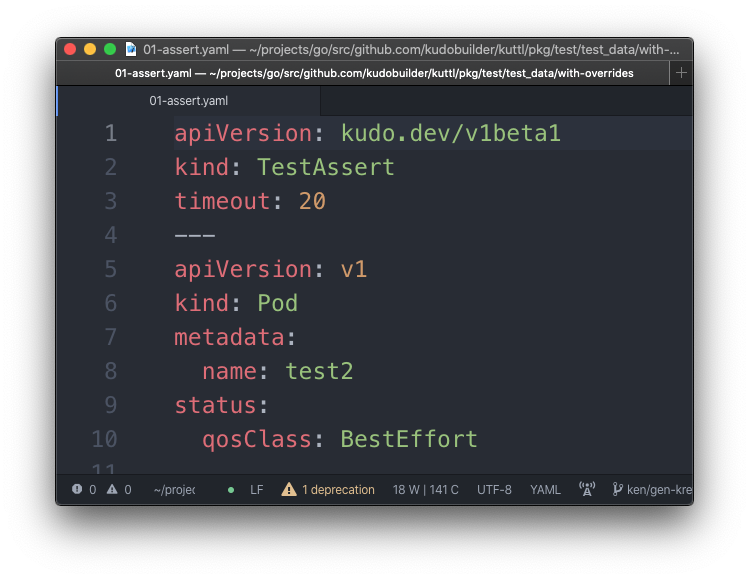 01-assert.yaml — ~/projects/go/src/github.com/kudobuilder/kuttl/pkg/test/test_data/with-...
01-assert.yaml — ~/projects/go/src/github.com/kudobuilder/kuttl/pkg/test/test_data/with-overrides
01-assert.yaml
1 apiVersion: kudo.dev/v1beta1
2 kind: TestAssert
3 timeout: 20
4 ---
5 apiVersion: v1
6 kind: Pod
7 metadata:
8   name: test2
9 status:
10   qosClass: BestEffort
11
0 0 ~/projec LF 1 deprecation 18 W | 141 C UTF-8 YAML ken/gen-kre